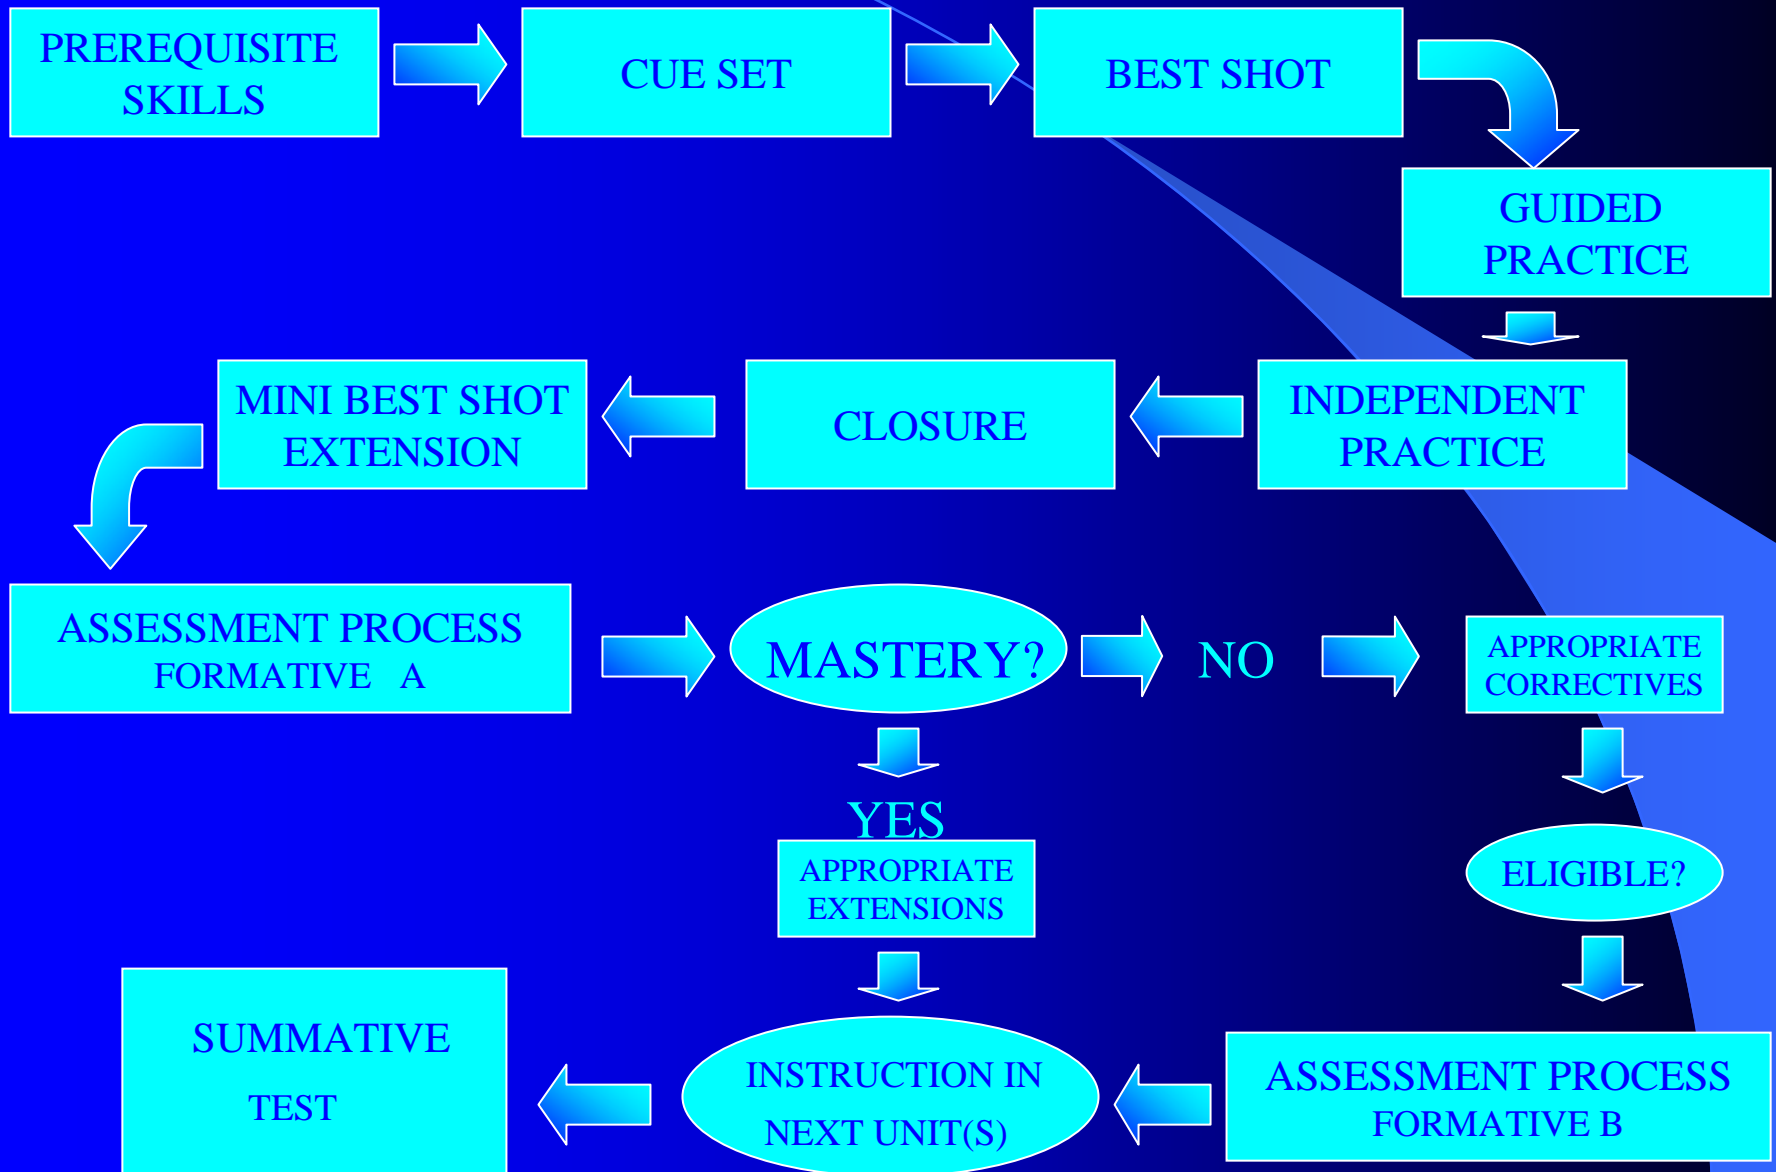 PREREQUISITE
SKILLS
CUE SET
BEST SHOT
GUIDED
PRACTICE
INDEPENDENT
PRACTICE
CLOSURE
MINI BEST SHOT
EXTENSION
ASSESSMENT PROCESS
FORMATIVE A
MASTERY?
NO
APPROPRIATE
CORRECTIVES
YES
APPROPRIATE
EXTENSIONS
ELIGIBLE?
ASSESSMENT PROCESS
FORMATIVE B
INSTRUCTION IN
NEXT UNIT(S)
SUMMATIVE
TEST